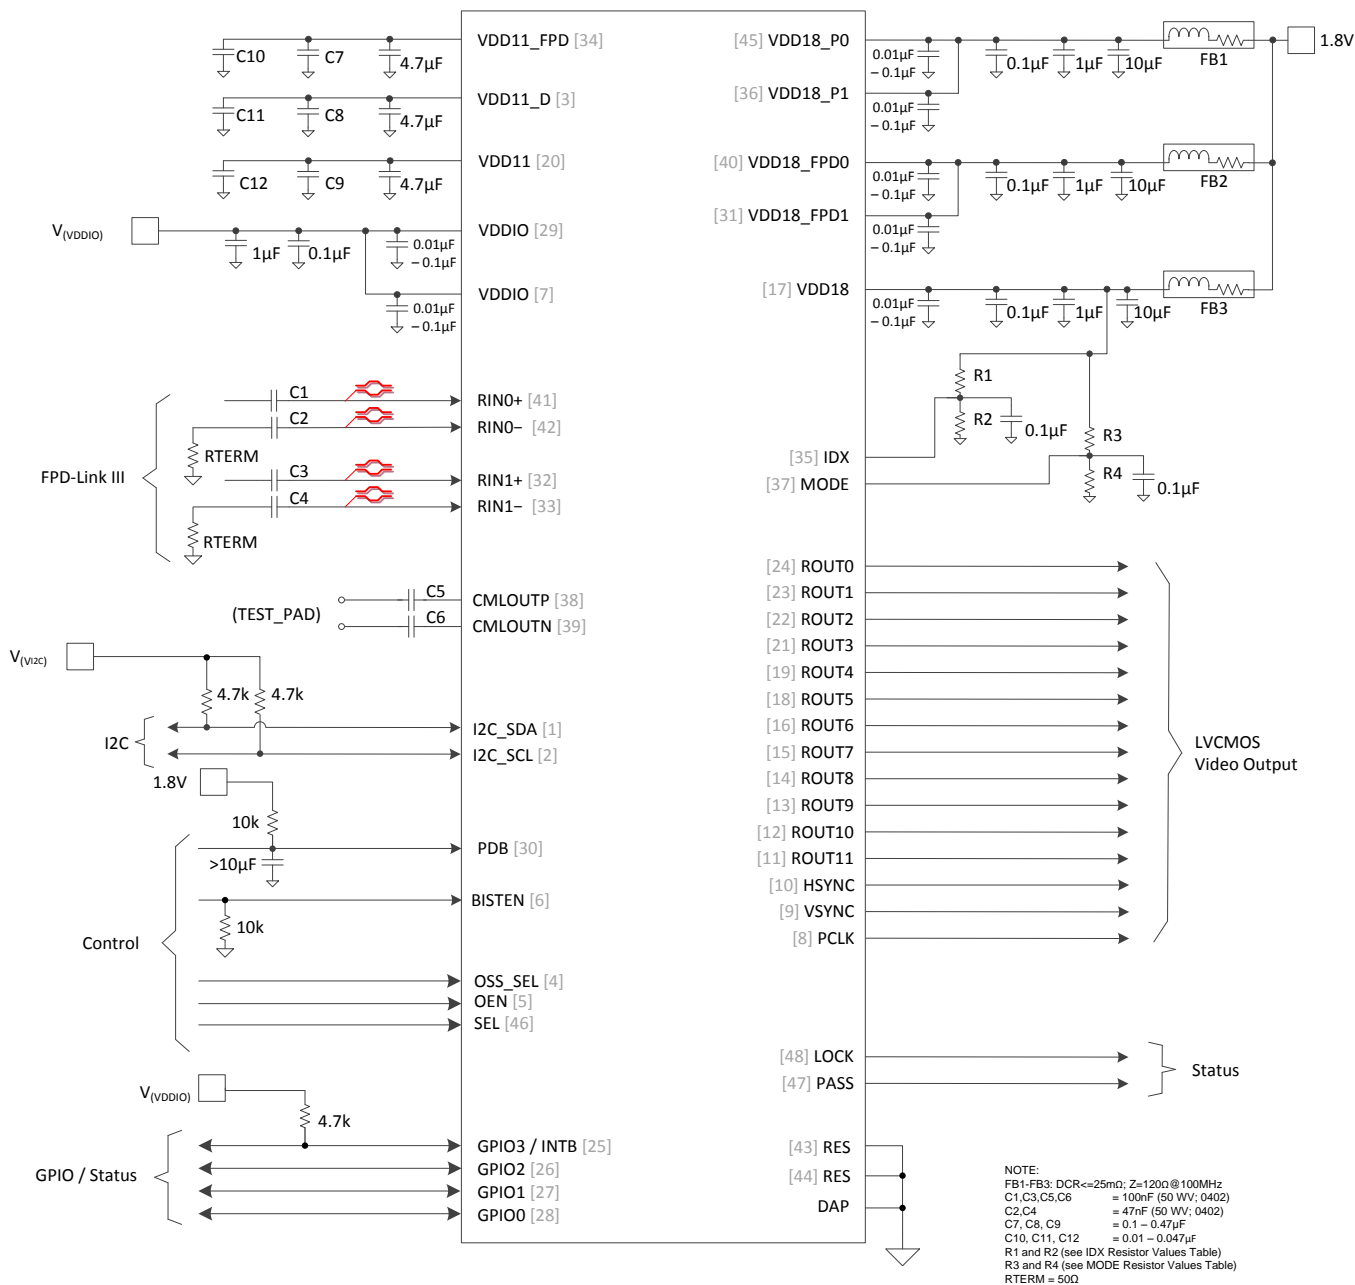 C10 C7 4.7µF VDD11_FPD [34]
C11 C8 4.7µF VDD11_D [3]
C12 C9 4.7µF VDD11 [20]
V(VDDIO) 1µF 0.1µF 0.01µF – 0.1µF VDDIO [29]
0.01µF – 0.1µF VDDIO [7]
FPD-Link III
C1 RIN0+ [41]
C2 RIN0− [42]
RTERM
C3 RIN1+ [32]
C4 RIN1− [33]
RTERM
(TEST_PAD)
C5 CMLOUTP [38]
C6 CMLOUTN [39]
V(VI2C)
4.7k 4.7k
I2C
I2C_SDA [1]
I2C_SCL [2]
1.8V
10k
Control
>10µF PDB [30]
BISTEN [6]
10k
OSS_SEL [4]
OEN [5]
SEL [46]
V(VDDIO)
4.7k
GPIO / Status
GPIO3 / INTB [25]
GPIO2 [26]
GPIO1 [27]
GPIO0 [28]
[45] VDD18_P0 0.01µF – 0.1µF 0.1µF 1µF 10µF FB1 1.8V
[36] VDD18_P1 0.01µF – 0.1µF
[40] VDD18_FPD0 0.01µF – 0.1µF 0.1µF 1µF 10µF FB2
[31] VDD18_FPD1 0.01µF – 0.1µF
[17] VDD18 0.01µF – 0.1µF 0.1µF 1µF 10µF FB3
R1
R2 0.1µF
R3
R4 0.1µF
[35] IDX
[37] MODE
[24] ROUT0
[23] ROUT1
[22] ROUT2
[21] ROUT3
[19] ROUT4
[18] ROUT5
[16] ROUT6
[15] ROUT7
[14] ROUT8
[13] ROUT9
[12] ROUT10
[11] ROUT11
[10] HSYNC
[9] VSYNC
[8] PCLK
LVCMOS
Video Output
[48] LOCK
[47] PASS
Status
[43] RES
[44] RES
DAP
NOTE:
FB1-FB3: DCR<=25mΩ; Z=120Ω@100MHz
C1,C3,C5,C6 = 100nF (50 WV; 0402)
C2,C4 = 47nF (50 WV; 0402)
C7, C8, C9 = 0.1 – 0.47µF
C10, C11, C12 = 0.01 – 0.047µF
R1 and R2 (see IDX Resistor Values Table)
R3 and R4 (see MODE Resistor Values Table)
RTERM = 50Ω